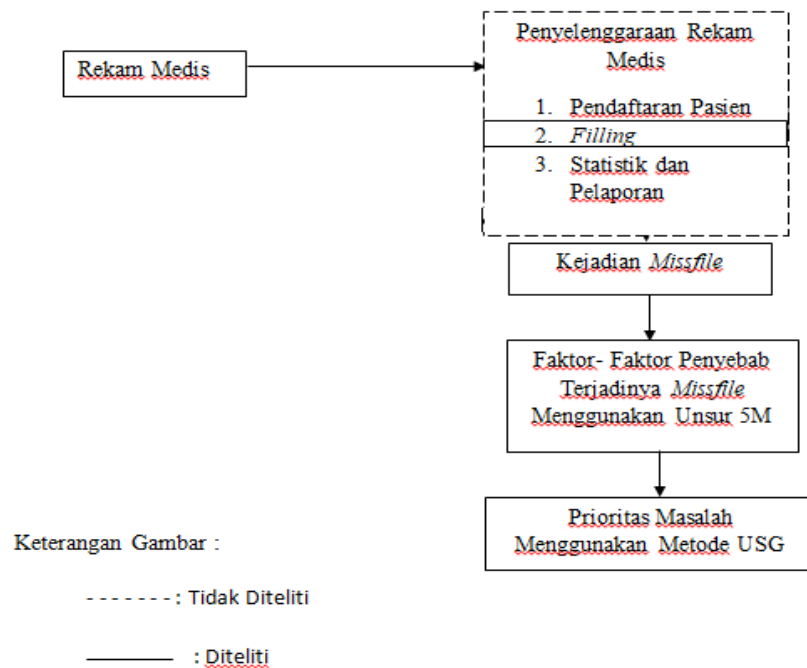 Rekam Medis
Penyelenggaraan Rekam
Medis
1. Pendaftaran Pasien
2. Filling
3. Statistik dan
Pelaporan
Kejadian Missfile
Faktor- Faktor Penyebab
Terjadinya Missfile
Menggunakan Unsur 5M
Prioritas Masalah
Menggunakan Metode USG
Keterangan Gambar :
- - - - - - - : Tidak Diteliti
: Diteliti